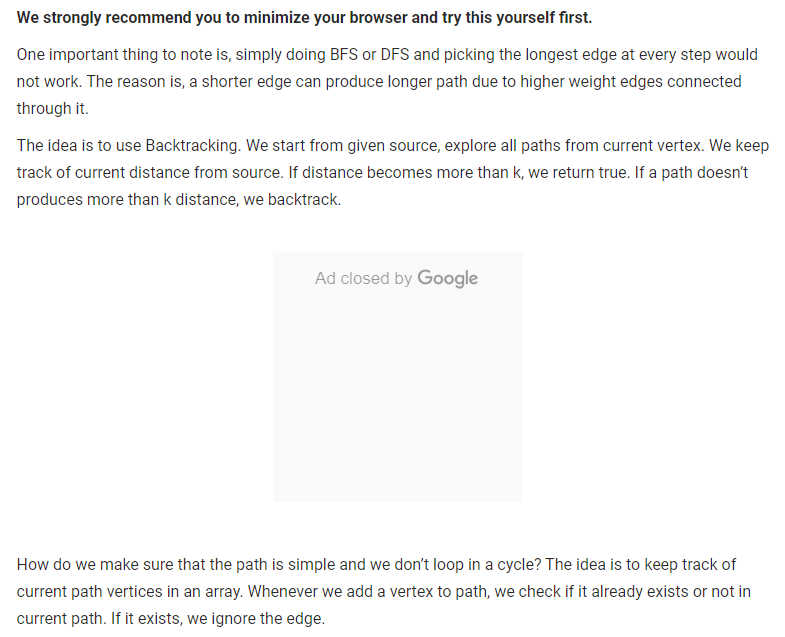 We strongly recommend you to minimize your browser and try this yourself first.
One important thing to note is, simply doing BFS or DFS and picking the longest edge at every step would
not work. The reason is, a shorter edge can produce longer path due to higher weight edges connected
through it.
The idea is to use Backtracking. We start from given source, explore all paths from current vertex. We keep
track of current distance from source. If distance becomes more than k, we return true. If a path doesn't
produces more than k distance, we backtrack.
Ad closed by Google
How do we make sure that the path is simple and we don't loop in a cycle? The idea is to keep track of
current path vertices in an array. Whenever we add a vertex to path, we check if it already exists or not in
current path. If it exists, we ignore the edge.